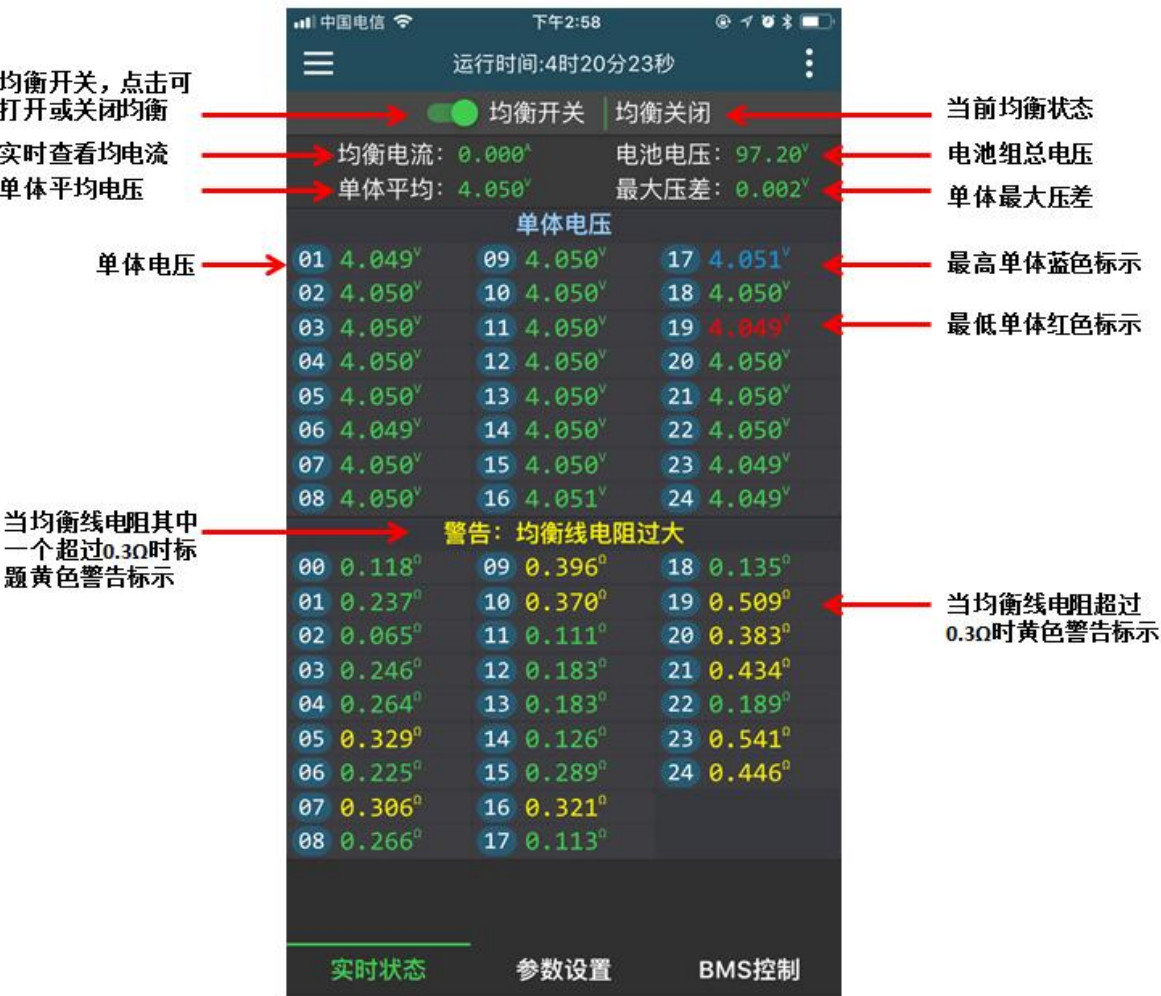 中国电信 下午2:58
运行时间:4时20分23秒
均衡开关，点击可
打开或关闭均衡
均衡开关 均衡关闭
当前均衡状态
实时查看均电流
均衡电流: 0.000A 电池电压: 97.20V
电池组总电压
单体平均电压
单体平均: 4.050V 最大压差: 0.002V
单体最大压差
单体电压
单体电压
01 4.049V 09 4.050V 17 4.051V
最高单体蓝色标示
02 4.050V 10 4.050V 18 4.050V
03 4.050V 11 4.050V 19 4.049V
最低单体红色标示
04 4.050V 12 4.050V 20 4.050V
05 4.050V 13 4.050V 21 4.050V
06 4.049V 14 4.050V 22 4.050V
07 4.050V 15 4.050V 23 4.049V
08 4.050V 16 4.051V 24 4.049V
当均衡线电阻其中
一个超过0.3Ω时标
题黄色警告标示
警告: 均衡线电阻过大
00 0.118Ω 09 0.396Ω 18 0.135Ω
01 0.237Ω 10 0.370Ω 19 0.509Ω
当均衡线电阻超过
0.3Ω时黄色警告标示
02 0.065Ω 11 0.111Ω 20 0.383Ω
03 0.246Ω 12 0.183Ω 21 0.434Ω
04 0.264Ω 13 0.183Ω 22 0.189Ω
05 0.329Ω 14 0.126Ω 23 0.541Ω
06 0.225Ω 15 0.289Ω 24 0.446Ω
07 0.306Ω 16 0.321Ω
08 0.266Ω 17 0.113Ω
实时状态 参数设置 BMS控制